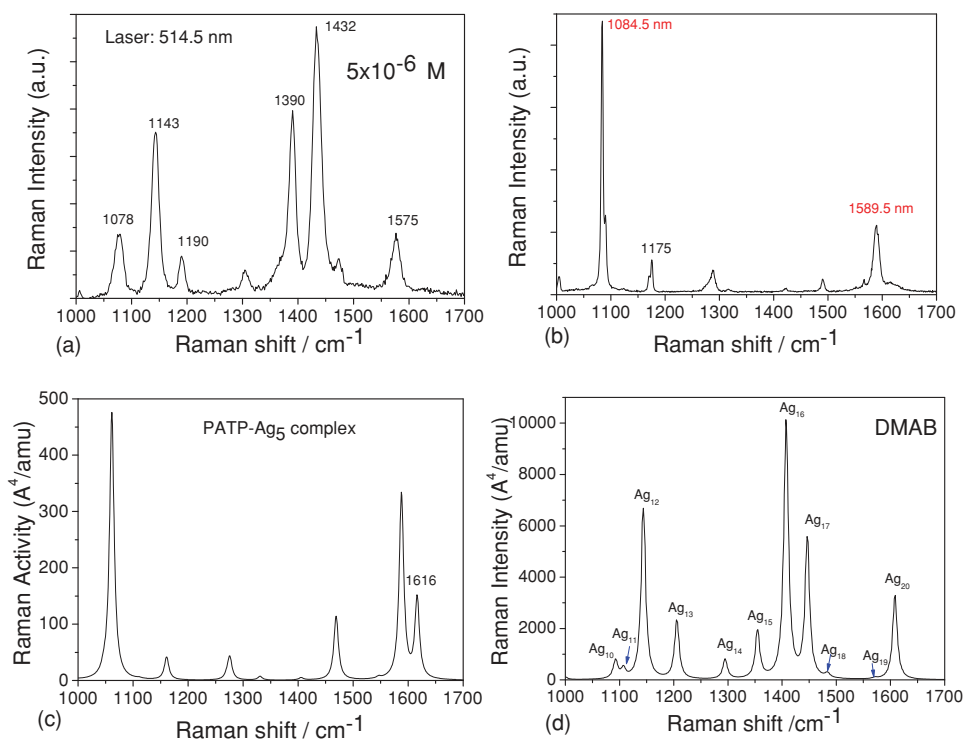 Laser: 514.5 nm
5x10-6 M
1432
1390
1143
1078
1190
1575
Raman Intensity (a.u.)
1000 1100 1200 1300 1400 1500 1600 1700
(a)
Raman shift / cm-1
1084.5 nm
1175
1589.5 nm
Raman Intensity (a.u.)
1000 1100 1200 1300 1400 1500 1600 1700
(b)
Raman shift / cm-1
PATP-Ag5 complex
1616
500
400
300
200
100
0
Raman Activity (A4/amu)
1000 1100 1200 1300 1400 1500 1600 1700
(c)
Raman shift / cm-1
DMAB
Ag16
Ag12
Ag17
Ag13
Ag15
Ag20
Ag10
Ag11
Ag14
Ag18
Ag19
10000
8000
6000
4000
2000
0
Raman Intensity (A4/amu)
1000 1100 1200 1300 1400 1500 1600 1700
(d)
Raman shift /cm-1